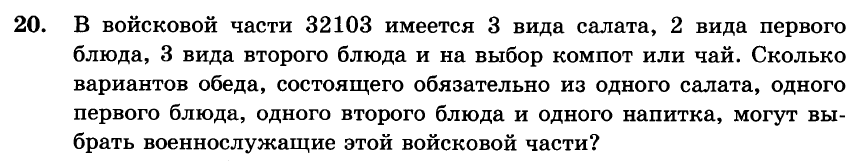 20. В войсковой части 32103 имеется 3 вида салата, 2 вида первого
блюда, 3 вида второго блюда и на выбор компот или чай. Сколько
вариантов обеда, состоящего обязательно из одного салата, одного
первого блюда, одного второго блюда и одного напитка, могут вы-
брать военнослужащие этой войсковой части?